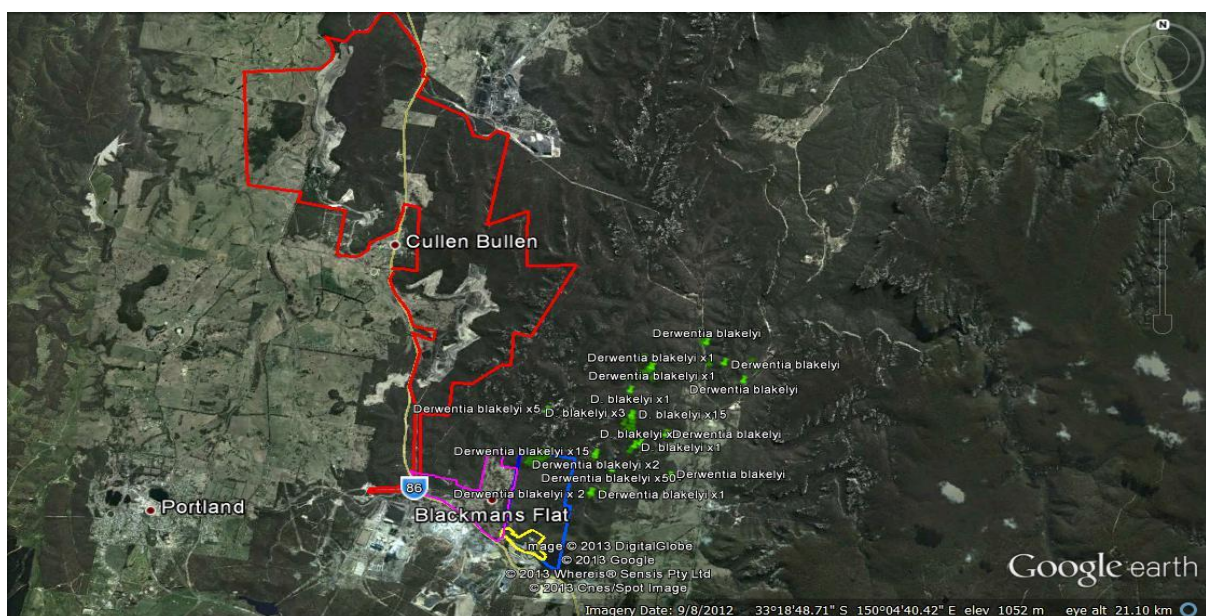 N
Cullen Bullen
Derwentia blakelyi
Derwentia blakelyi x1
Derwentia blakelyi
Derwentia blakelyi x1
Derwentia blakelyi
D. blakelyi x1
Derwentia blakelyi x5
D. blakelyi x3
D. blakelyi x15
D. blakelyi x
Derwentia blakelyi
D. blakelyi x1
Derwentia blakelyi x15
Derwentia blakelyi x2
Derwentia blakelyi x50
Derwentia blakelyi
86
Derwentia blakelyi x 2
Derwentia blakelyi x1
Portland
Blackmans Flat
Image © 2013 DigitalGlobe
© 2013 Google
© 2013 Whereis® Sensis Pty Ltd
© 2013 Cnes/Spot Image
Google earth
Imagery Date: 9/8/2012 33°18'48.71" S 150°04'40.42" E elev 1052 m eye alt 21.10 km